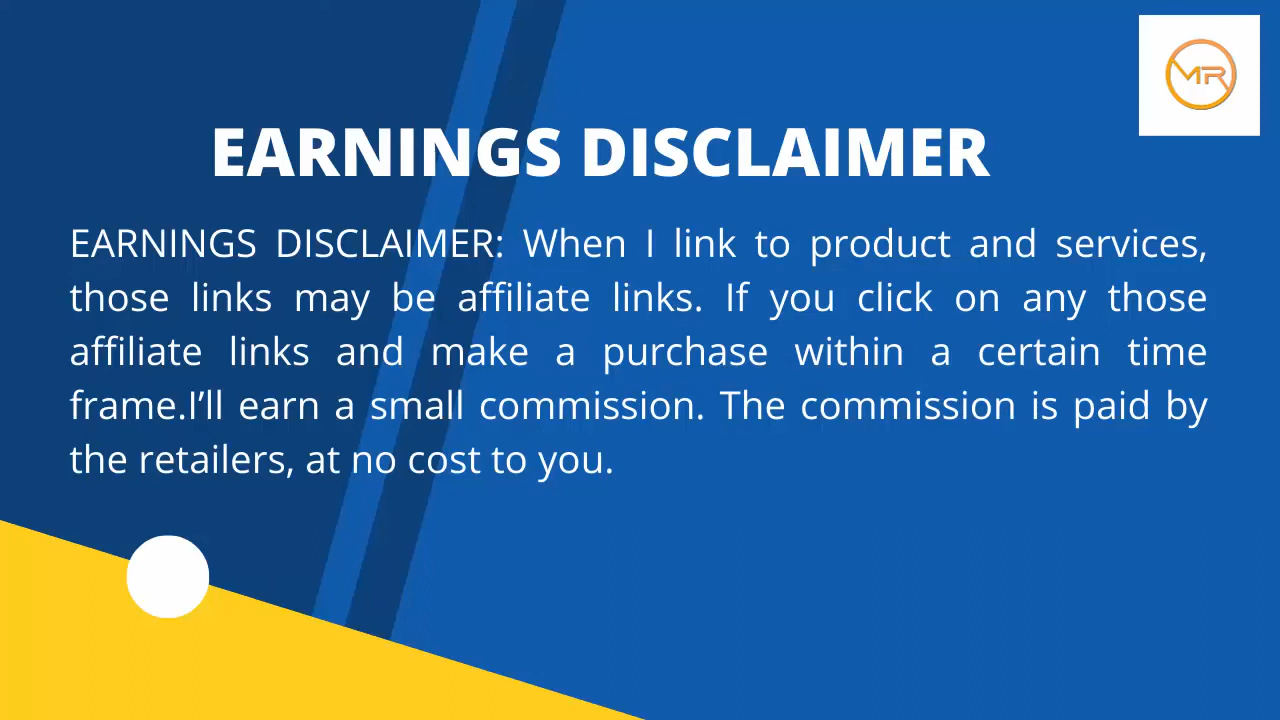 MR
EARNINGS DISCLAIMER
EARNINGS DISCLAIMER: When I link to product and services,
those links may be affiliate links. If you click on any those
affiliate links and make a purchase within a certain time
frame.I’ll earn a small commission. The commission is paid by
the retailers, at no cost to you.